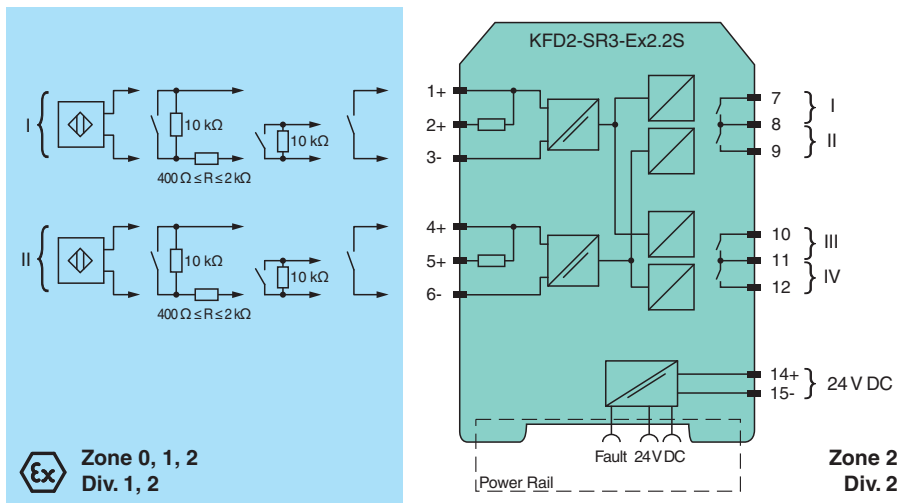 KFD2-SR3-Ex2.2S
I
10 kΩ
10 kΩ
400 Ω ≤ R ≤ 2 kΩ
II
10 kΩ
10 kΩ
400 Ω ≤ R ≤ 2 kΩ
1+
2+
3-
4+
5+
6-
7
8
9
I
II
10
11
12
III
IV
14+
15-
24 V DC
Fault 24 V DC
Power Rail
Ex
Zone 0, 1, 2
Div. 1, 2
Zone 2
Div. 2